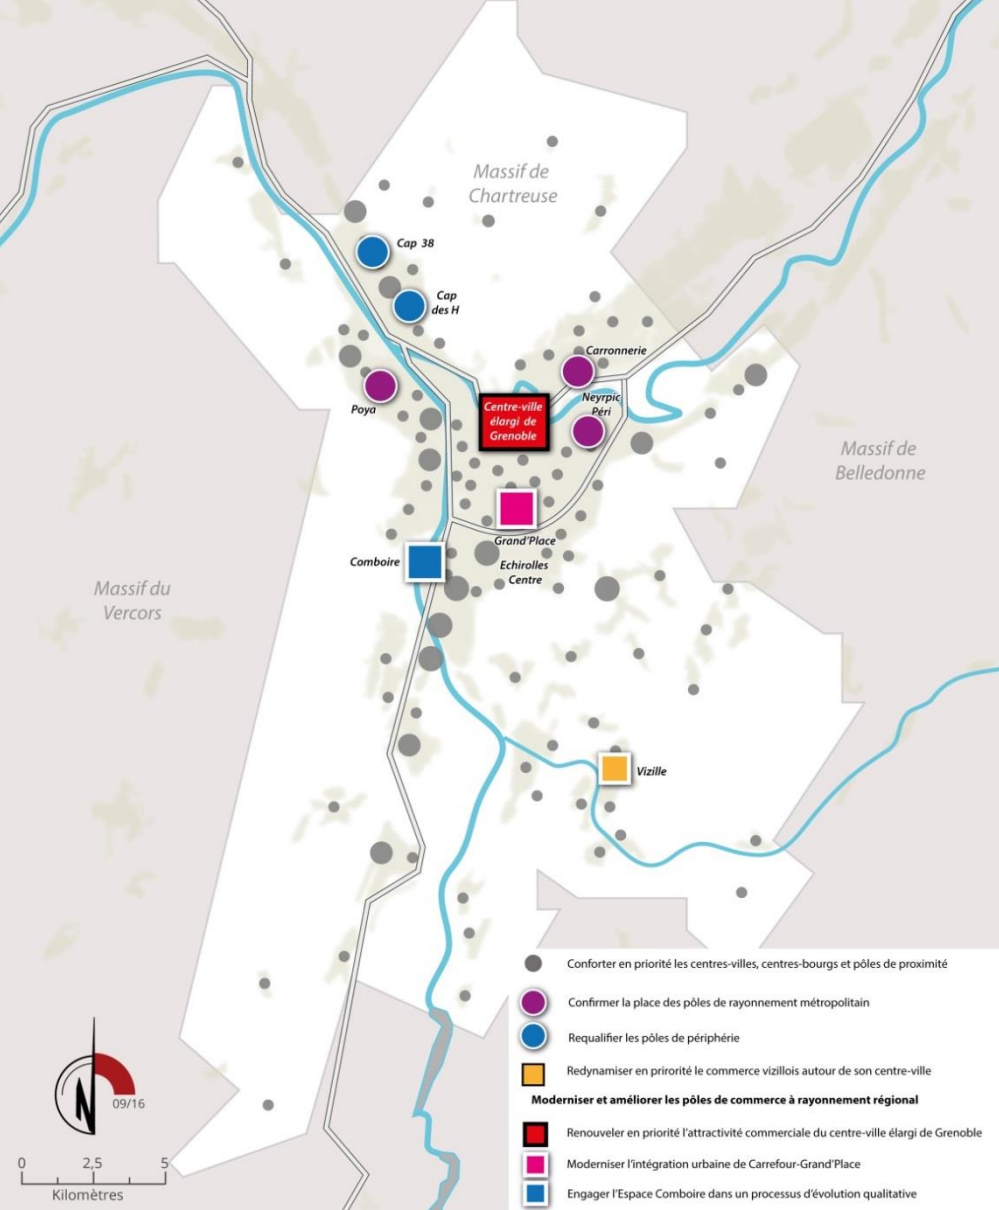 Massif de
Chartreuse
Cap 38
Cap
des H
Carronnerie
Poya
Neyrpic
Péri
Centre-ville
élargi de
Grenoble
Massif de
Belledonne
Grand'Place
Comboire
Echirolles
Centre
Massif du
Vercors
Vizille
Conforter en priorité les centres-villes, centres-bourgs et pôles de proximité
Confirmer la place des pôles de rayonnement métropolitain
Requalifier les pôles de périphérie
Redynamiser en prirorité le commerce vizillois autour de son centre-ville
Moderniser et améliorer les pôles de commerce à rayonnement régional
Renouveler en priorité l'attractivité commerciale du centre-ville élargi de Grenoble
Moderniser l'intégration urbaine de Carrefour-Grand'Place
Engager l'Espace Comboire dans un processus d'évolution qualitative
N
09/16
0 2,5 5
Kilomètres